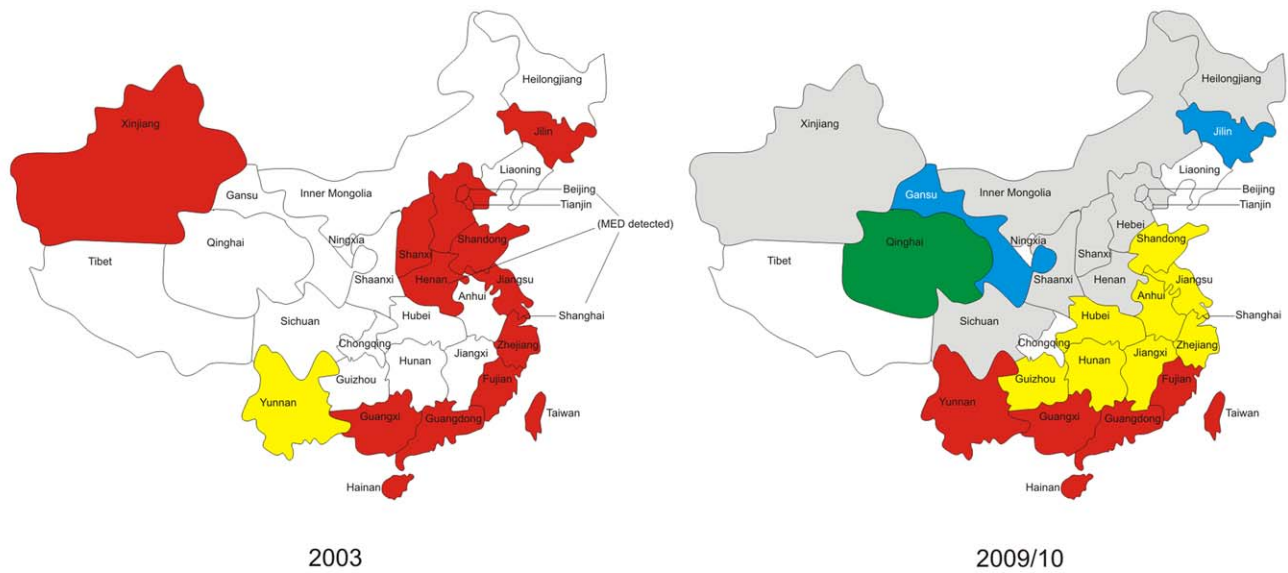 Heilongjiang
Xinjiang
Jilin
Liaoning
Gansu
Inner Mongolia
Beijing
Tianjin
(MED detected)
Qinghai
Ningxia
Shandong
Shanxi
Tibet
Shaanxi
Henan
Jiangsu
Anhui
Shanghai
Hubei
Sichuan
Chongqing
Zhejiang
Hunan
Jiangxi
Guizhou
Fujian
Yunnan
Guangxi
Guangdong
Taiwan
Hainan
2003
Heilongjiang
Xinjiang
Jilin
Liaoning
Gansu
Inner Mongolia
Beijing
Tianjin
Hebei
Qinghai
Ningxia
Shandong
Shanxi
Tibet
Shaanxi
Henan
Jiangsu
Anhui
Shanghai
Hubei
Sichuan
Chongqing
Zhejiang
Hunan
Jiangxi
Guizhou
Fujian
Yunnan
Guangxi
Guangdong
Taiwan
Hainan
2009/10